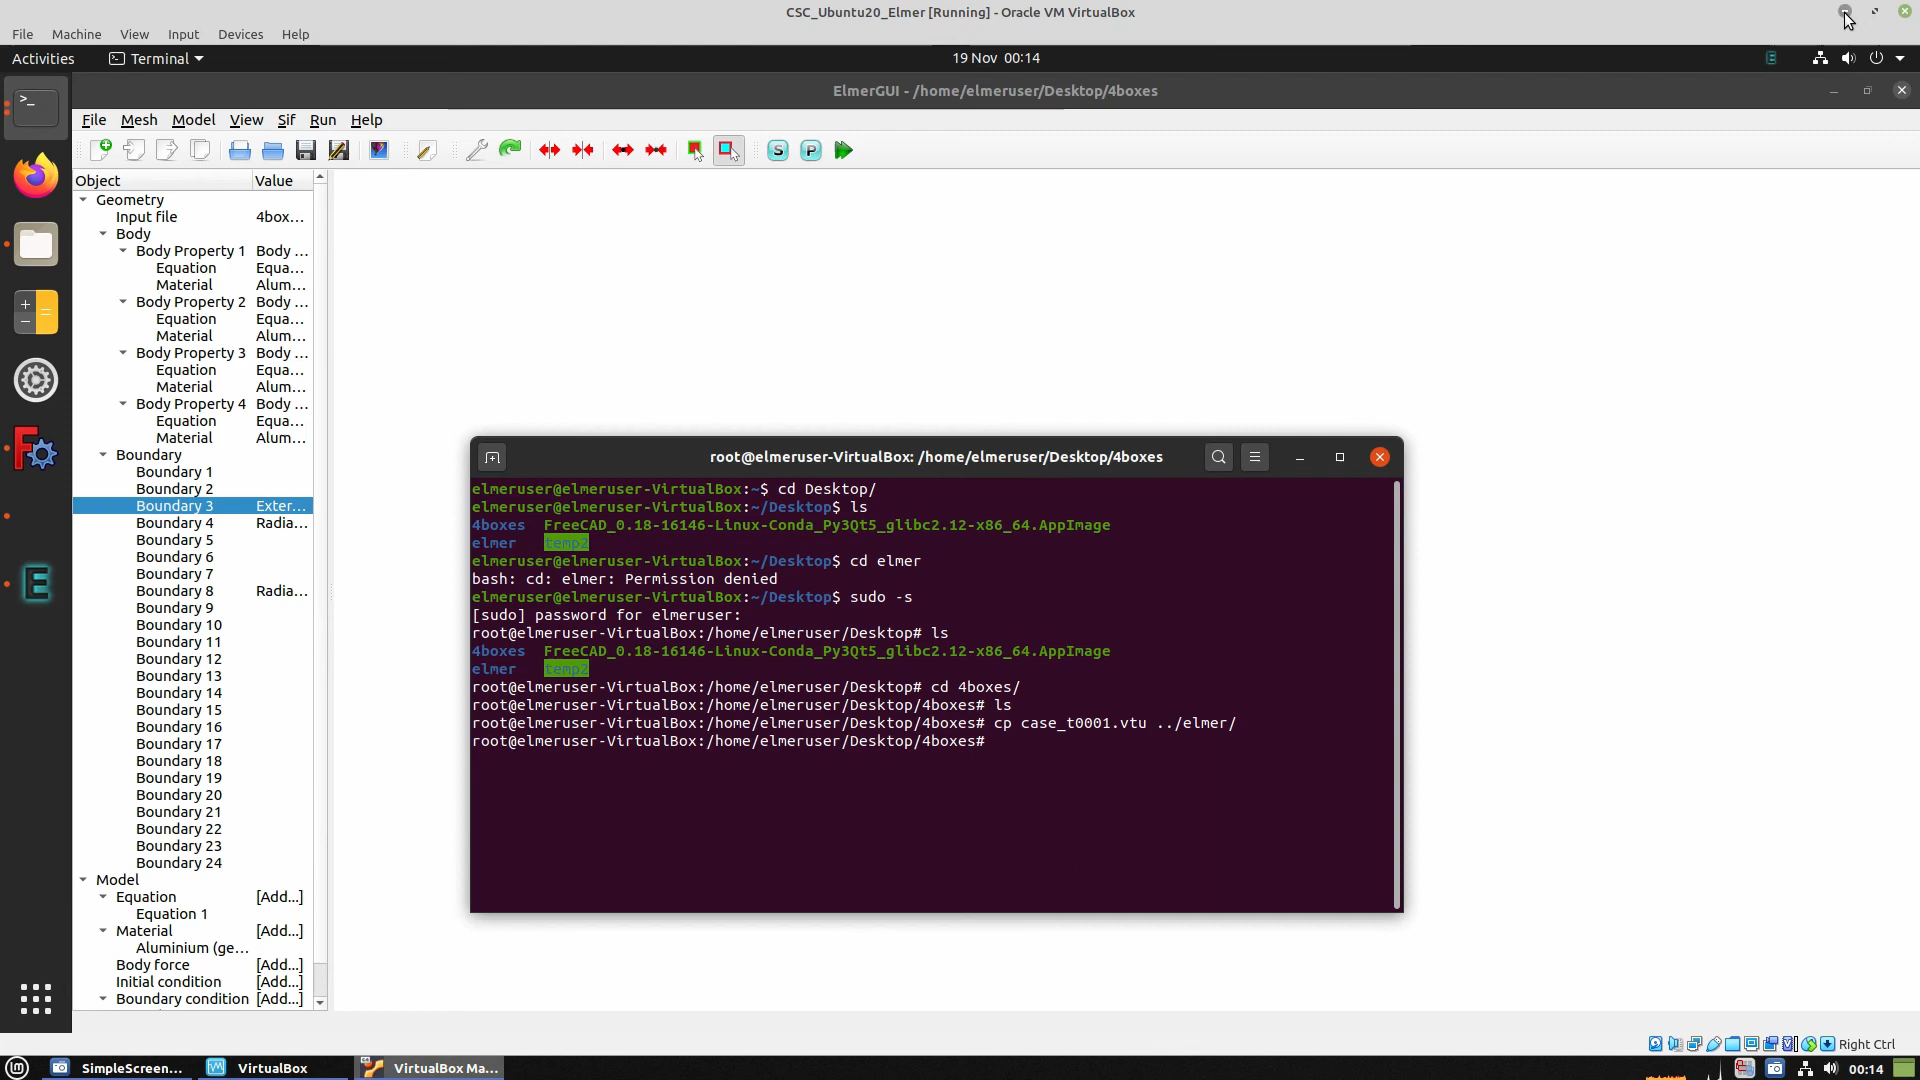 CSC_Ubuntu20_Elmer [Running] - Oracle VM VirtualBox
File Machine View Input Devices Help
Activities Terminal 19 Nov 00:14
ElmerGUI - /home/elmeruser/Desktop/4boxes
File Mesh Model View Sif Run Help
S P
Object Value
Geometry
Input file 4box...
Body
Body Property 1 Body ...
Equation Equa...
Material Alum...
Body Property 2 Body ...
Equation Equa...
Material Alum...
Body Property 3 Body ...
Equation Equa...
Material Alum...
Body Property 4 Body ...
Equation Equa...
Material Alum...
Boundary
Boundary 1
Boundary 2
Boundary 3 Exter...
Boundary 4 Radia...
Boundary 5
Boundary 6
Boundary 7
Boundary 8 Radia...
Boundary 9
Boundary 10
Boundary 11
Boundary 12
Boundary 13
Boundary 14
Boundary 15
Boundary 16
Boundary 17
Boundary 18
Boundary 19
Boundary 20
Boundary 21
Boundary 22
Boundary 23
Boundary 24
Model
Equation [Add...]
Equation 1
Material [Add...]
Aluminium (ge...
Body force [Add...]
Initial condition [Add...]
Boundary condition [Add...]
root@elmeruser-VirtualBox: /home/elmeruser/Desktop/4boxes
elmeruser@elmeruser-VirtualBox:~$ cd Desktop/
elmeruser@elmeruser-VirtualBox:~/Desktop$ ls
4boxes FreeCAD_0.18-16146-Linux-Conda_Py3Qt5_glibc2.12-x86_64.AppImage
elmer temp2
elmeruser@elmeruser-VirtualBox:~/Desktop$ cd elmer
bash: cd: elmer: Permission denied
elmeruser@elmeruser-VirtualBox:~/Desktop$ sudo -s
[sudo] password for elmeruser:
root@elmeruser-VirtualBox:/home/elmeruser/Desktop# ls
4boxes FreeCAD_0.18-16146-Linux-Conda_Py3Qt5_glibc2.12-x86_64.AppImage
elmer temp2
root@elmeruser-VirtualBox:/home/elmeruser/Desktop# cd 4boxes/
root@elmeruser-VirtualBox:/home/elmeruser/Desktop/4boxes# ls
root@elmeruser-VirtualBox:/home/elmeruser/Desktop/4boxes# cp case_t0001.vtu ../elmer/
root@elmeruser-VirtualBox:/home/elmeruser/Desktop/4boxes#
Right Ctrl
SimpleScreen... VirtualBox VirtualBox Ma... 00:14